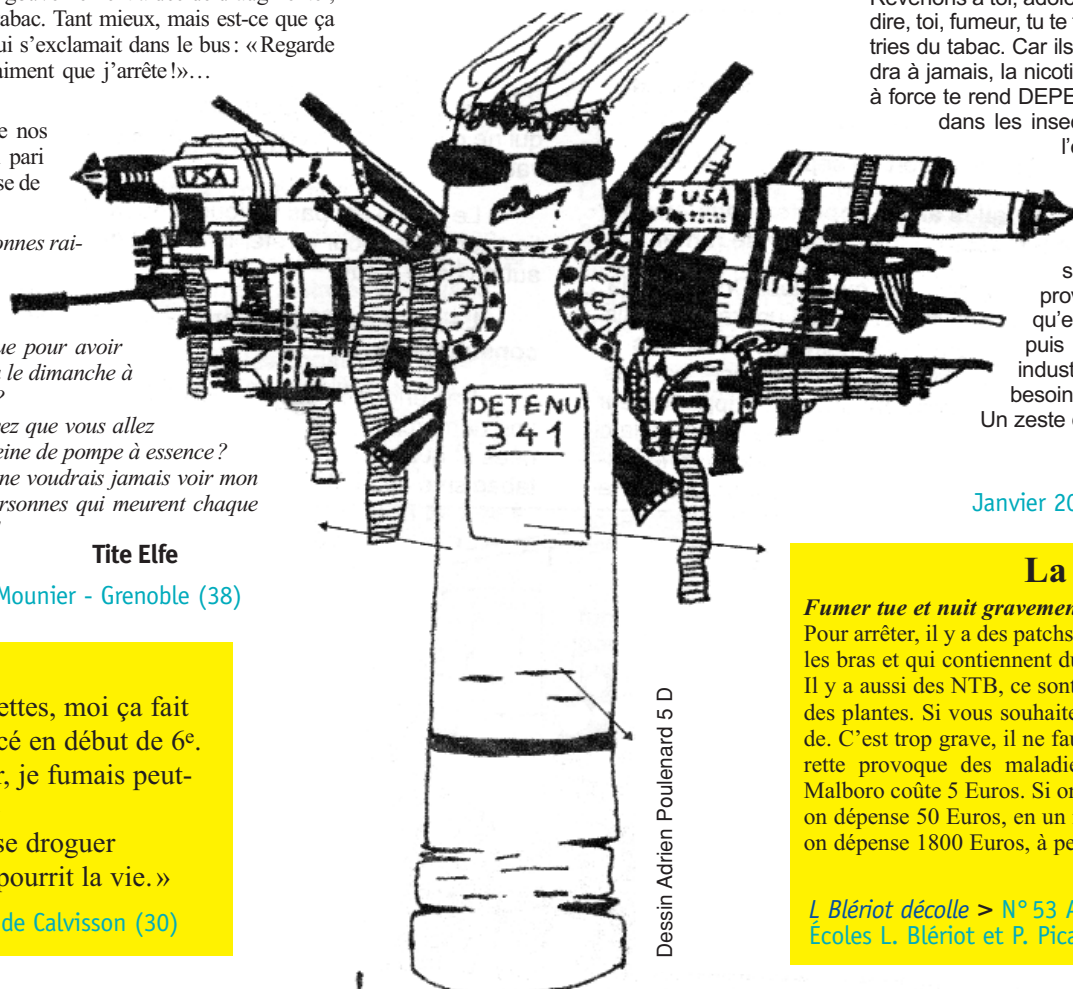 abac. Tant mieux, mais est-ce que ça
ui s'exclamait dans le bus : « Regarde
aiment que j'arrête !»…
e nos
pari
se de
onnes rai-
ue pour avoir
le dimanche à
?
ez que vous allez
eine de pompe à essence ?
ne voudrais jamais voir mon
ersonnes qui meurent chaque
Tite Elfe
Mounier - Grenoble (38)
ettes, moi ça fait
cé en début de 6e.
r, je fumais peut-
se droguer
pourrit la vie. »
de Calvisson (30)
USA
USA
DETENU
341
Dessin Adrien Poulenard 5 D
dire, toi, fumeur, tu te
tries du tabac. Car ils
dra à jamais, la nicoti
à force te rend DEPE
dans les insec
l'
s
prov
qu'e
puis
indust
besoin
Un zeste
Janvier 20
La
Fumer tue et nuit gravemen
Pour arrêter, il y a des patchs
les bras et qui contiennent du
Il y a aussi des NTB, ce sont
des plantes. Si vous souhaite
de. C'est trop grave, il ne fau
rette provoque des maladie
Malboro coûte 5 Euros. Si on
on dépense 50 Euros, en un
on dépense 1800 Euros, à pe
L Blériot décolle > N° 53 A
Écoles L. Blériot et P. Pica